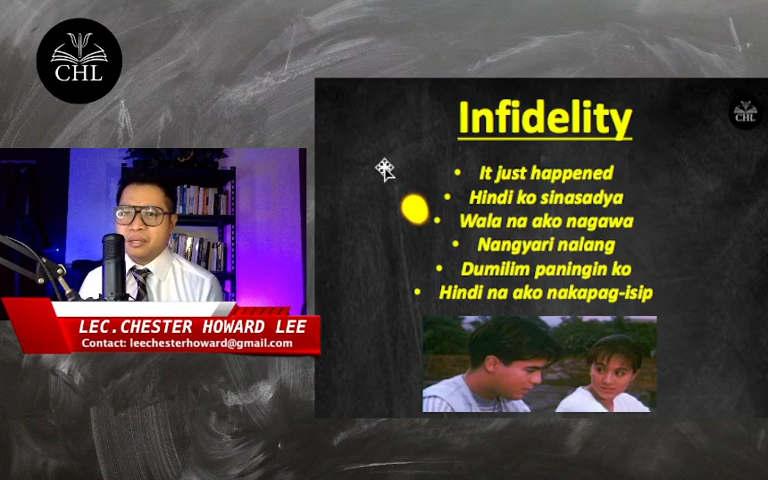 CHL
Infidelity
CHL
• It just happened
• Hindi ko sinasadya
• Wala na ako nagawa
• Nangyari nalang
• Dumilim paningin ko
• Hindi na ako nakapag-isip
LEC.CHESTER HOWARD LEE
Contact: leechesterhoward@gmail.com